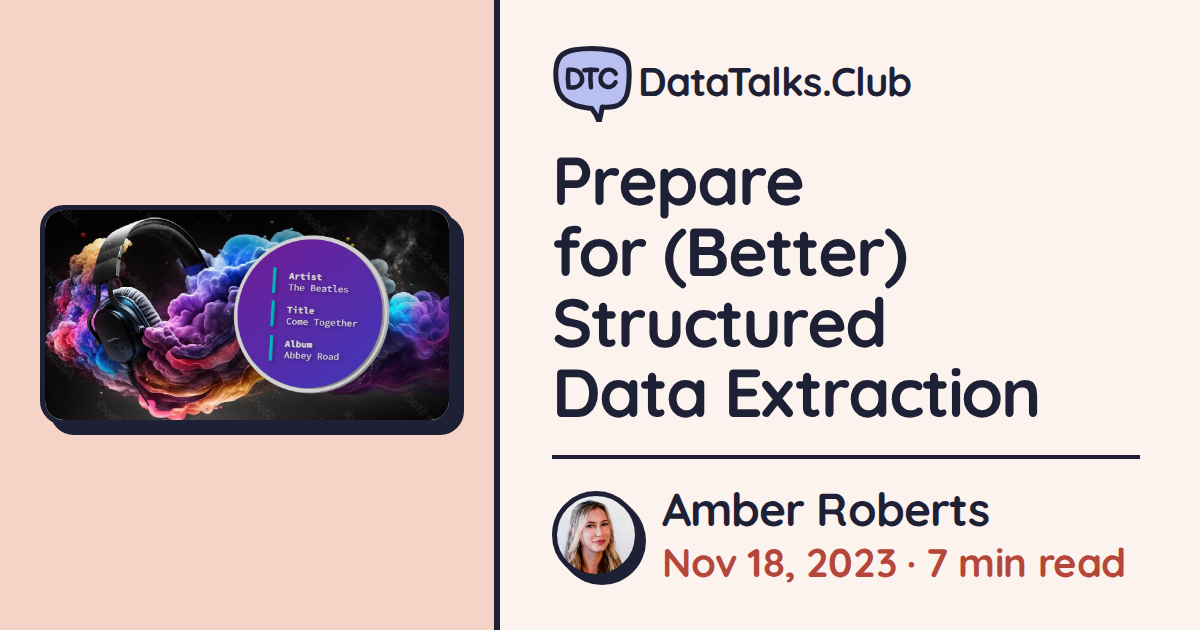 DTC
DataTalks.Club
Prepare
for (Better)
Structured
Data Extraction
Artist
The Beatles
Title
Come Together
Album
Abbey Road
Amber Roberts
Nov 18, 2023 · 7 min read